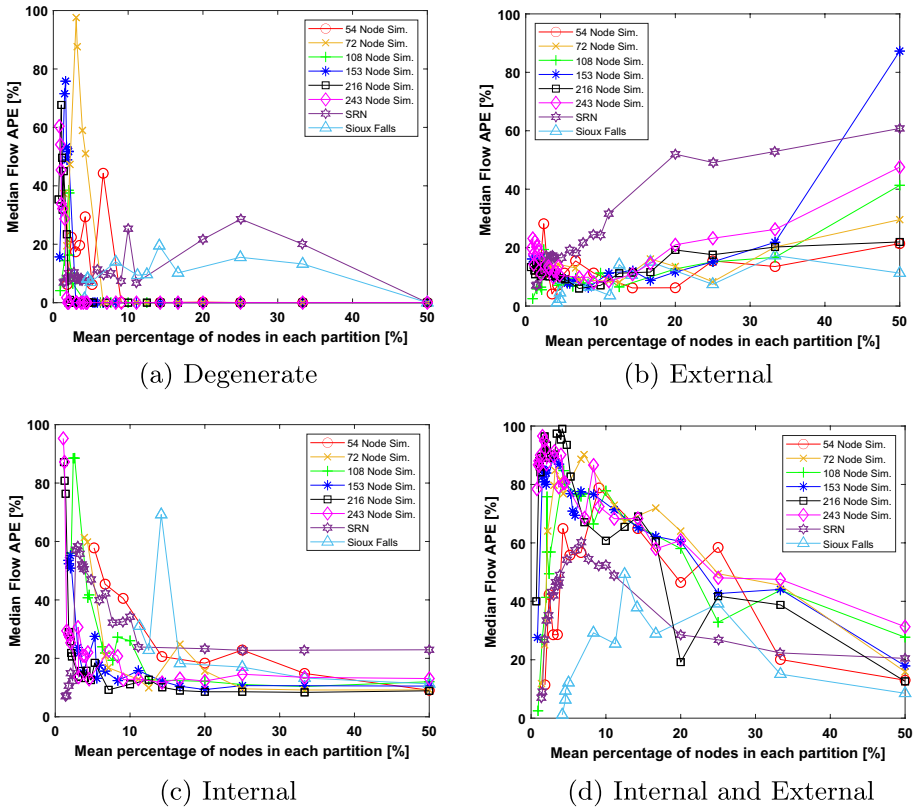 100
80
60
40
20
0
Median Flow APE [%]
54 Node Sim.
72 Node Sim.
108 Node Sim.
153 Node Sim.
216 Node Sim.
243 Node Sim.
SRN
Sioux Falls
0 10 20 30 40 50
Mean percentage of nodes in each partition [%]
(a) Degenerate
100
80
60
40
20
0
Median Flow APE [%]
54 Node Sim.
72 Node Sim.
108 Node Sim.
153 Node Sim.
216 Node Sim.
243 Node Sim.
SRN
Sioux Falls
0 10 20 30 40 50
Mean percentage of nodes in each partition [%]
(b) External
100
80
60
40
20
0
Median Flow APE [%]
54 Node Sim.
72 Node Sim.
108 Node Sim.
153 Node Sim.
216 Node Sim.
243 Node Sim.
SRN
Sioux Falls
0 10 20 30 40 50
Mean percentage of nodes in each partition [%]
(c) Internal
100
80
60
40
20
0
Median Flow APE [%]
54 Node Sim.
72 Node Sim.
108 Node Sim.
153 Node Sim.
216 Node Sim.
243 Node Sim.
SRN
Sioux Falls
0 10 20 30 40 50
Mean percentage of nodes in each partition [%]
(d) Internal and External